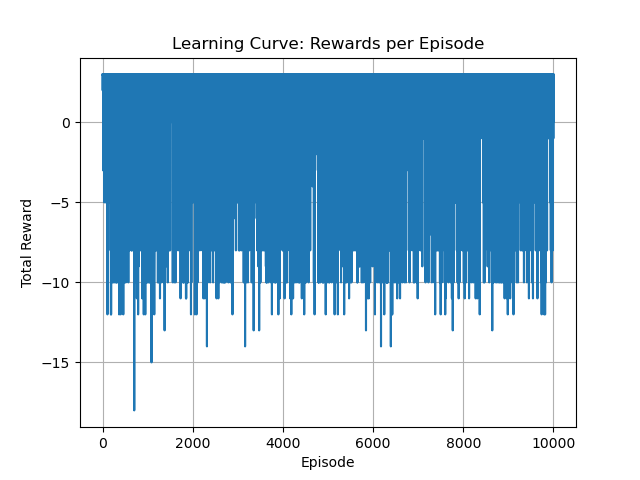 Learning Curve: Rewards per Episode
Total Reward
0
−5
−10
−15
0 2000 4000 6000 8000 10000
Episode